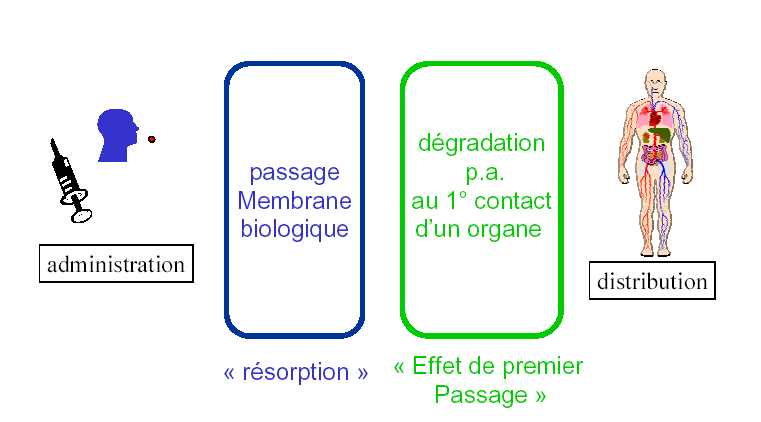 administration
passage
Membrane
biologique
« résorption »
dégradation
p.a.
au 1° contact
d'un organe
« Effet de premier
Passage »
distribution